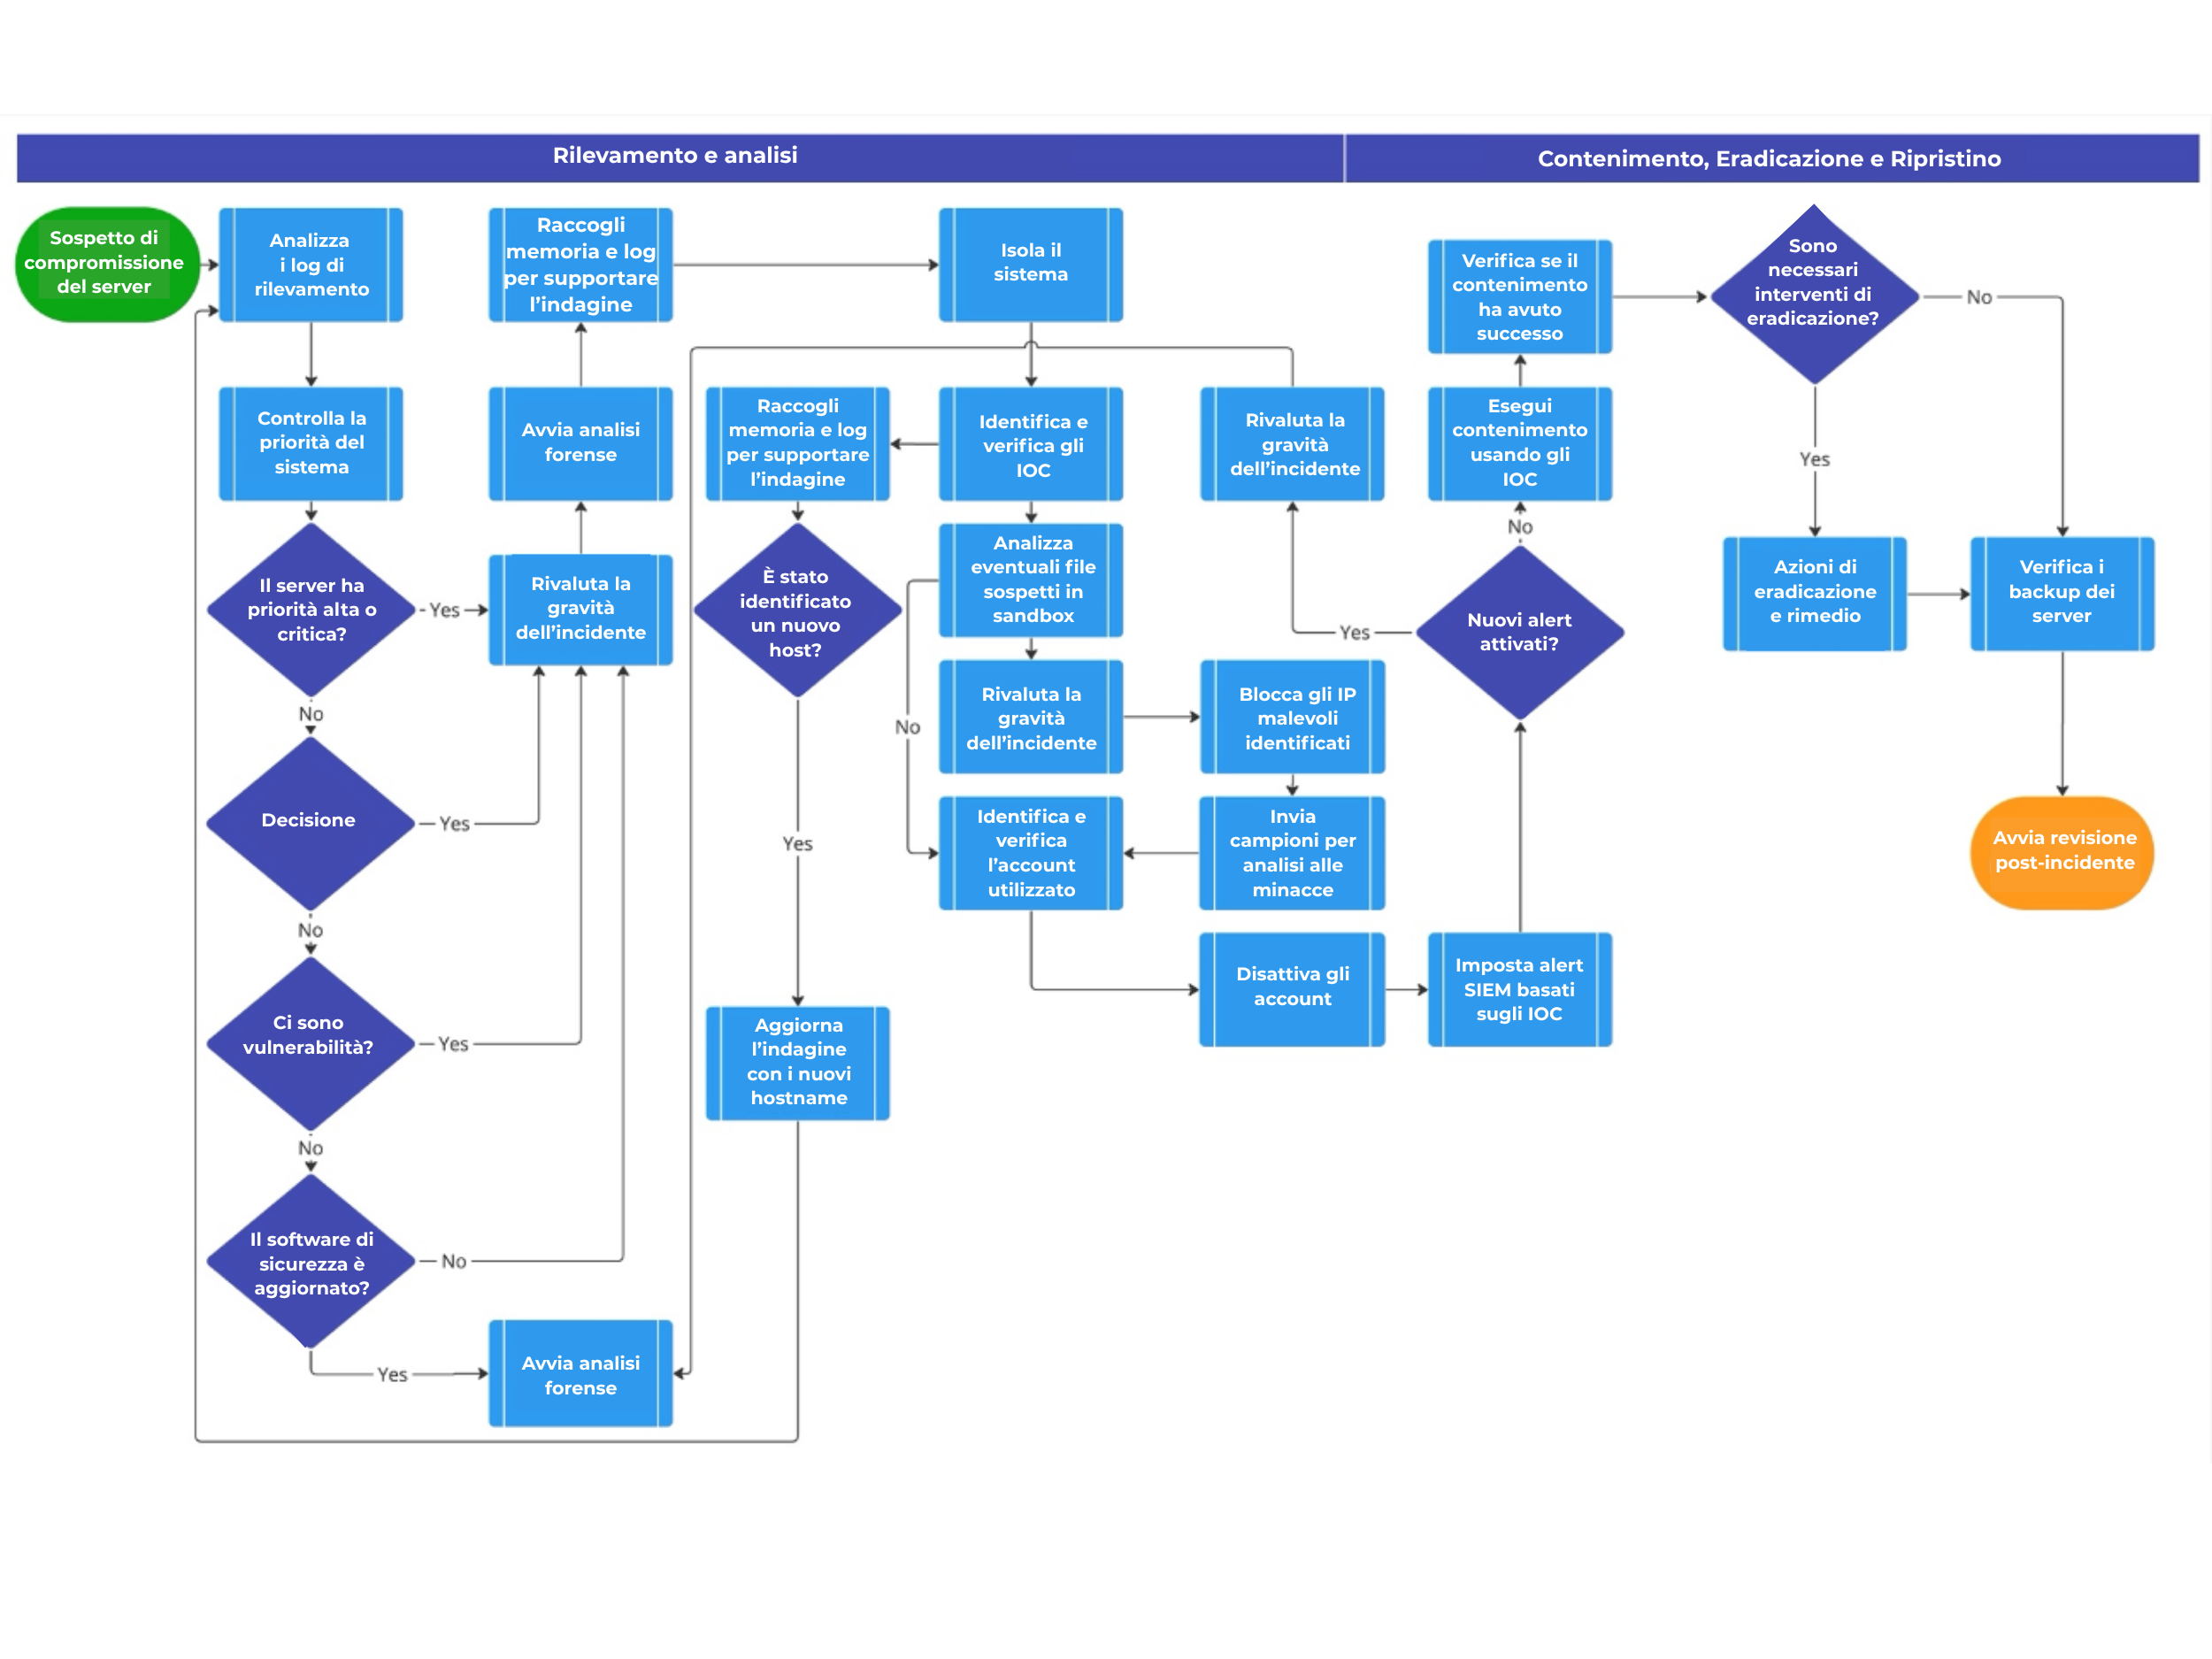 Rilevamento e analisi
Contenimento, Eradicazione e Ripristino
Sospetto di
compromissione
del server
Analizza
i log di
rilevamento
Raccogli
memoria e log
per supportare
l’indagine
Isola il
sistema
Verifica se il
contenimento
ha avuto
successo
Sono
necessari
interventi di
eradicazione?
No
Controlla la
priorità del
sistema
Avvia analisi
forense
Raccogli
memoria e log
per supportare
l’indagine
Identifica e
verifica gli
IOC
Rivaluta la
gravità
dell’incidente
Esegui
contenimento
usando gli
IOC
Yes
No
Il server ha
priorità alta o
critica?
Yes
Rivaluta la
gravità
dell’incidente
È stato
identificato
un nuovo
host?
Analizza
eventuali file
sospetti in
sandbox
Yes
Nuovi alert
attivati?
Azioni di
eradicazione
e rimedio
Verifica i
backup dei
server
No
No
Rivaluta la
gravità
dell’incidente
Blocca gli IP
malevoli
identificati
Decisione
Yes
Yes
Identifica e
verifica
l’account
utilizzato
Invia
campioni per
analisi alle
minacce
Avvia revisione
post-incidente
No
Disattiva gli
account
Imposta alert
SIEM basati
sugli IOC
Ci sono
vulnerabilità?
Yes
Aggiorna
l’indagine
con i nuovi
hostname
No
Il software di
sicurezza è
aggiornato?
No
Yes
Avvia analisi
forense